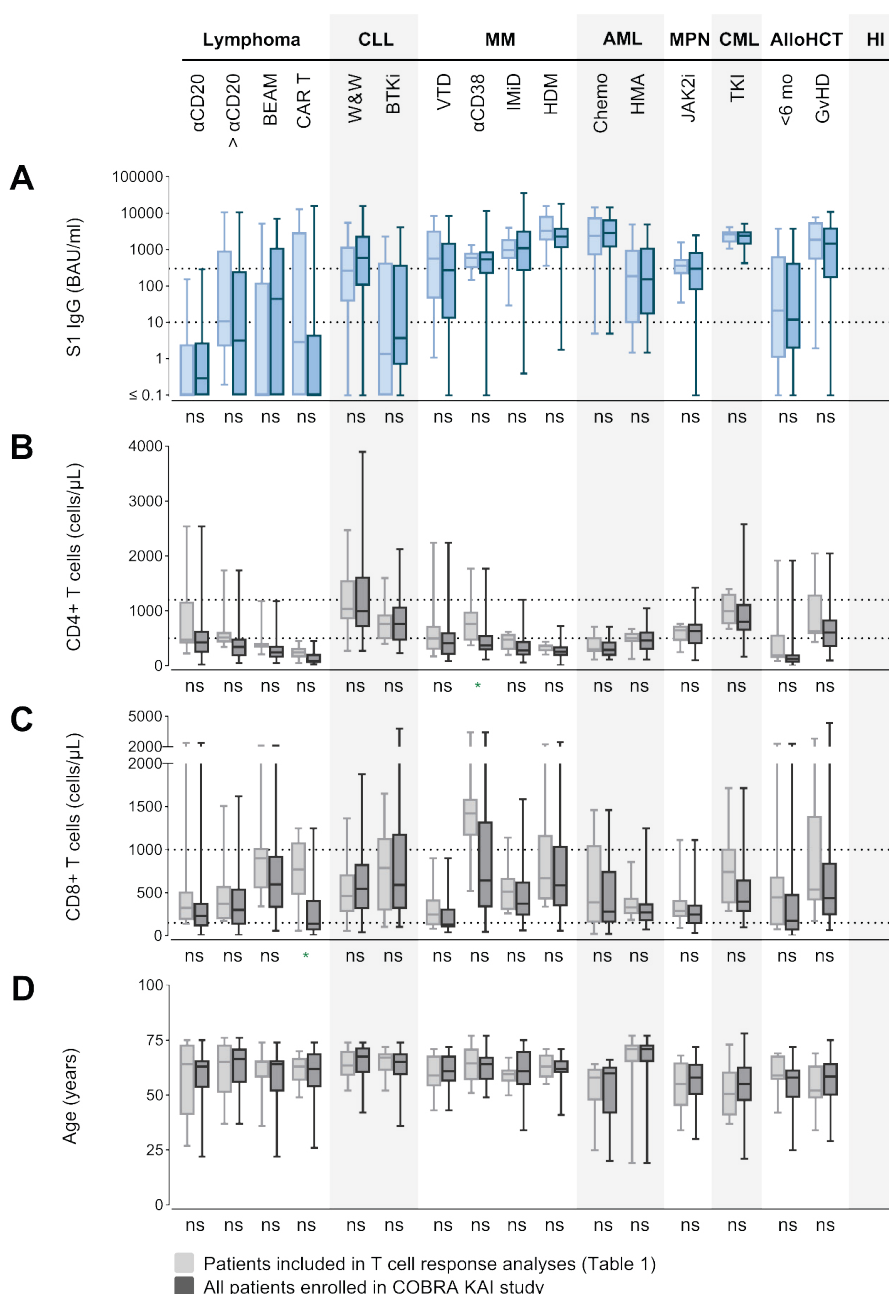 Lymphoma CLL MM AML MPN CML AlloHCT HI
αCD20 > αCD20 BEAM CAR T W&W BTKi VTD αCD38 IMiD HDM Chemo HMA JAK2i TKI <6 mo GvHD
A
S1 IgG (BAU/ml)
100000
10000
1000
100
10
1
≤ 0.1
ns ns ns ns ns ns ns ns ns ns ns ns ns ns ns ns
B
CD4+ T cells (cells/µL)
4000
3000
2000
1000
0
ns ns ns ns ns ns ns * ns ns ns ns ns ns ns ns
C
CD8+ T cells (cells/µL)
5000
2000
2000
1500
1000
500
0
ns ns ns * ns ns ns ns ns ns ns ns ns ns ns ns
D
Age (years)
100
75
50
25
0
ns ns ns ns ns ns ns ns ns ns ns ns ns ns ns ns
Patients included in T cell response analyses (Table 1)
All patients enrolled in COBRA KAI study